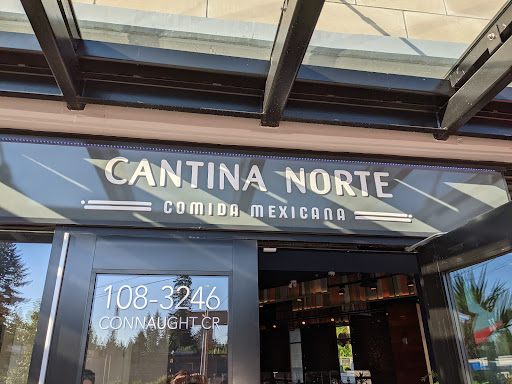 CANTINA NORTE
COMIDA MEXICANA
108-3246
CONNAUGHT CR